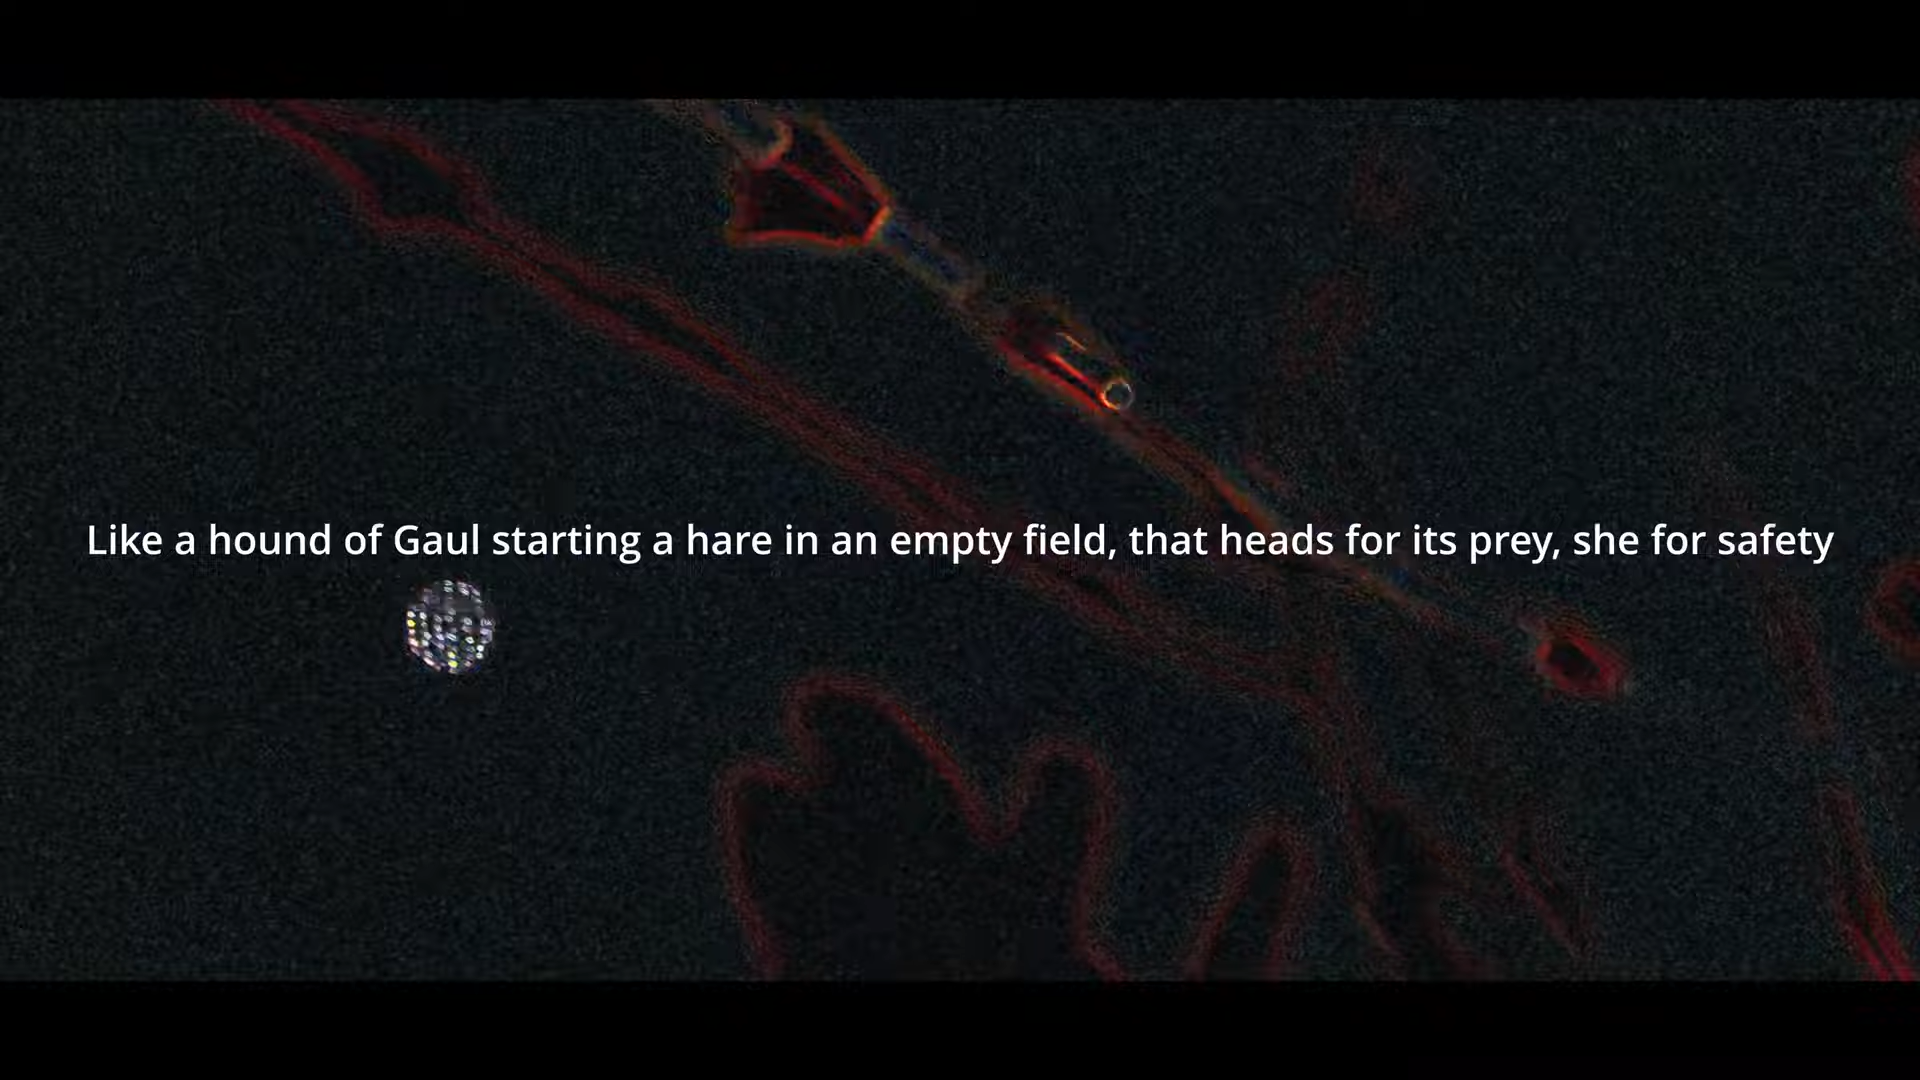 Like a hound of Gaul starting a hare in an empty field, that heads for its prey, she for safety